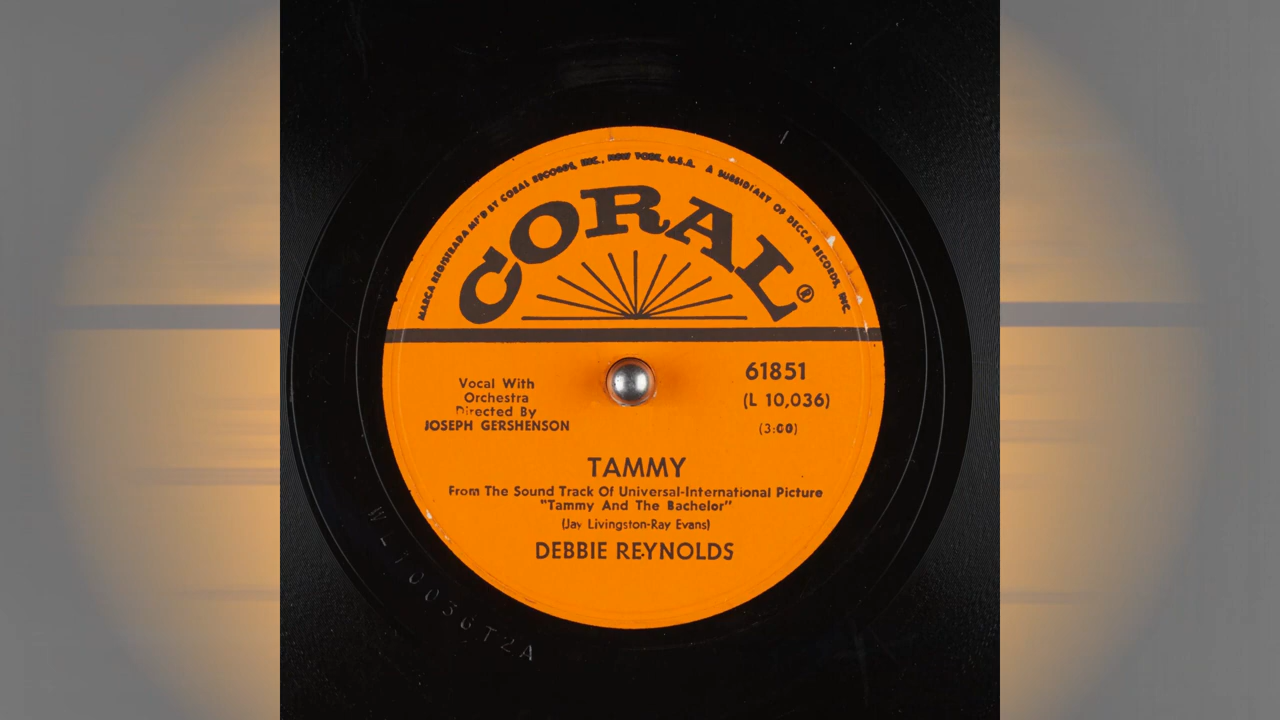 MARCA REGISTRADA MF'D BY CORAL RECORDS, INC., NEW YORK, U.S.A. A SUBSIDIARY OF DECCA RECORDS, INC.
CORAL®
61851
Vocal With
Orchestra
(L 10,036)
Directed By
JOSEPH GERSHENSON
(3:00)
TAMMY
From The Sound Track Of Universal-International Picture
"Tammy And The Bachelor"
(Jay Livingston-Ray Evans)
DEBBIE REYNOLDS
WL10036T2A